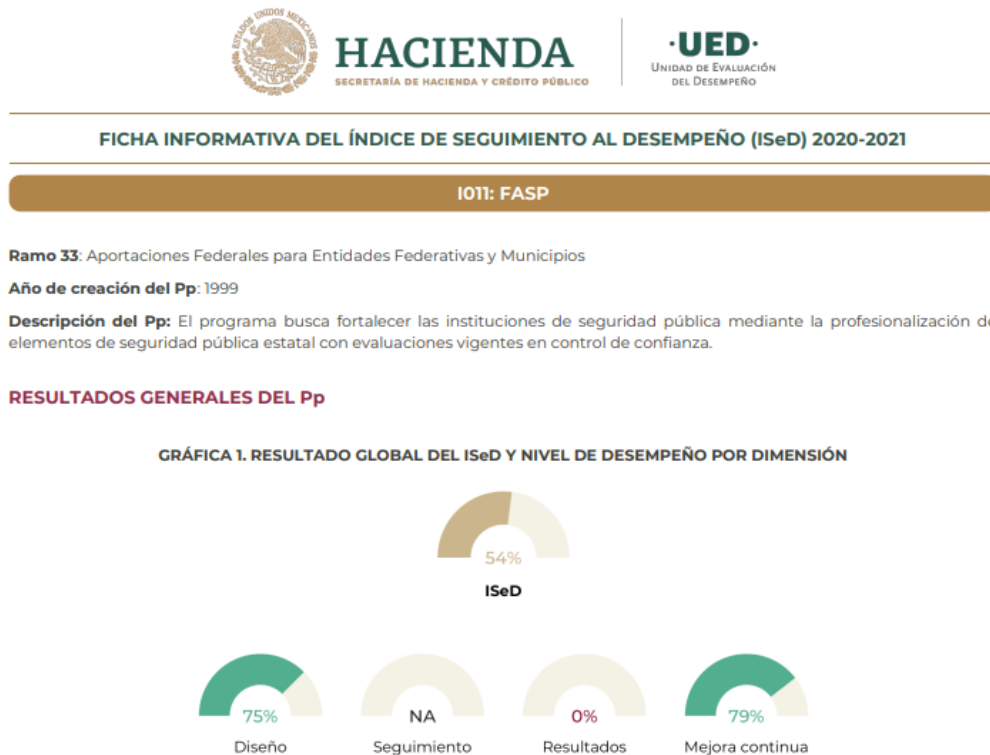 ESTADOS UNIDOS MEXICANOS
HACIENDA
SECRETARÍA DE HACIENDA Y CRÉDITO PÚBLICO
·UED·
UNIDAD DE EVALUACIÓN
DEL DESEMPEÑO
FICHA INFORMATIVA DEL ÍNDICE DE SEGUIMIENTO AL DESEMPEÑO (ISeD) 2020-2021
I011: FASP
Ramo 33: Aportaciones Federales para Entidades Federativas y Municipios
Año de creación del Pp: 1999
Descripción del Pp: El programa busca fortalecer las instituciones de seguridad pública mediante la profesionalización de
elementos de seguridad pública estatal con evaluaciones vigentes en control de confianza.
RESULTADOS GENERALES DEL Pp
GRÁFICA 1. RESULTADO GLOBAL DEL ISeD Y NIVEL DE DESEMPEÑO POR DIMENSIÓN
54%
ISeD
75% NA 0% 79%
Diseño Seguimiento Resultados Mejora continua